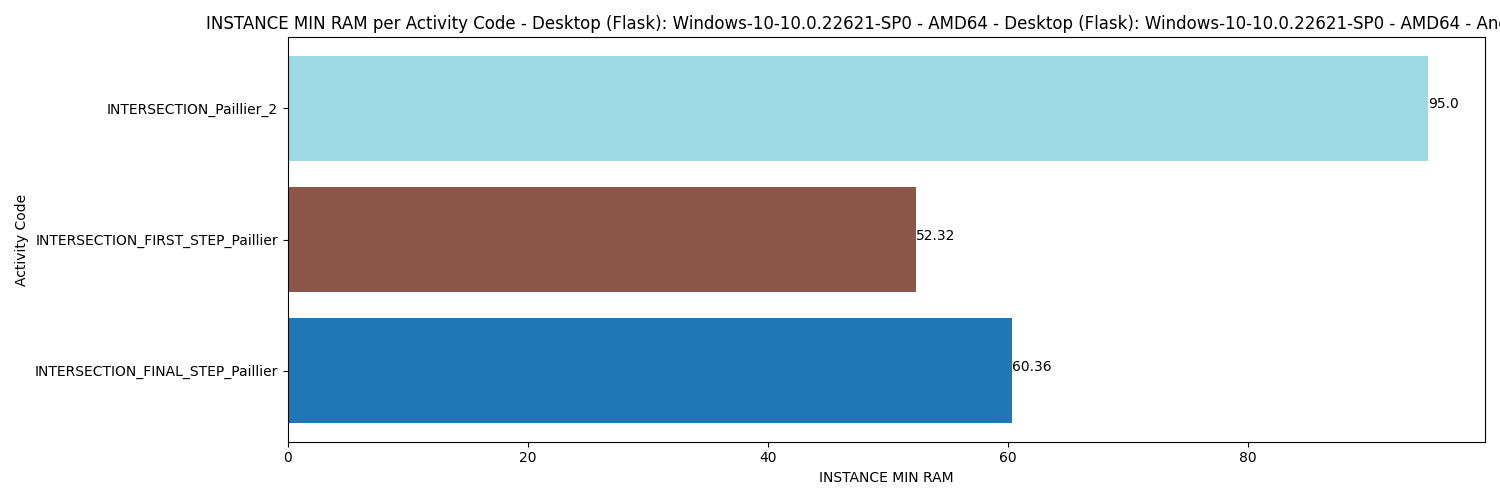 INSTANCE MIN RAM per Activity Code - Desktop (Flask): Windows-10-10.0.22621-SP0 - AMD64 - Desktop (Flask): Windows-10-10.0.22621-SP0 - AMD64 -
INTERSECTION_Paillier_2
95.0
INTERSECTION_FIRST_STEP_Paillier
52.32
INTERSECTION_FINAL_STEP_Paillier
60.36
Activity Code
0 20 40 60 80
INSTANCE MIN RAM